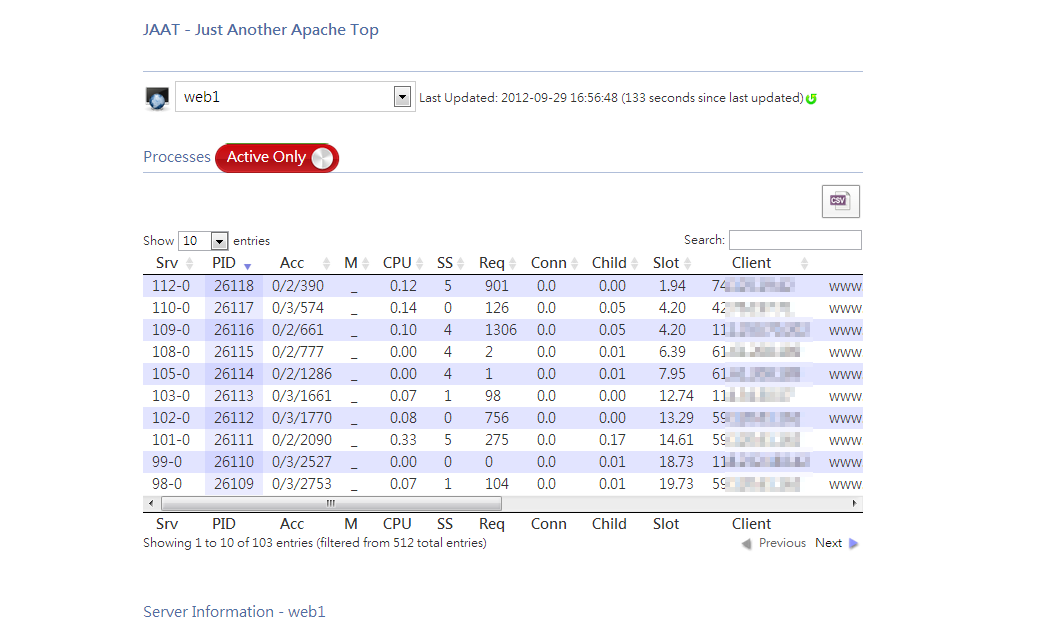 JAAT - Just Another Apache Top
web1 Last Updated: 2012-09-29 16:56:48 (133 seconds since last updated)
Processes Active Only
CSV
Show 10 entries Search:
Srv PID Acc M CPU SS Req Conn Child Slot Client
112-0 26118 0/2/390 _ 0.12 5 901 0.0 0.00 1.94 74 www
110-0 26117 0/3/574 _ 0.14 0 126 0.0 0.05 4.20 42 www
109-0 26116 0/2/661 _ 0.10 4 1306 0.0 0.05 4.20 11 www
108-0 26115 0/2/777 _ 0.00 4 2 0.0 0.01 6.39 61 www
105-0 26114 0/2/1286 _ 0.00 4 1 0.0 0.01 7.95 61 www
103-0 26113 0/3/1661 _ 0.07 1 98 0.0 0.00 12.74 11 www
102-0 26112 0/3/1770 _ 0.08 0 756 0.0 0.00 13.29 59 www
101-0 26111 0/2/2090 _ 0.33 5 275 0.0 0.17 14.61 59 www
99-0 26110 0/3/2527 _ 0.00 0 0 0.0 0.01 18.73 11 www
98-0 26109 0/3/2753 _ 0.07 1 104 0.0 0.01 19.73 59 www
Srv PID Acc M CPU SS Req Conn Child Slot Client
Showing 1 to 10 of 103 entries (filtered from 512 total entries) Previous Next
Server Information - web1